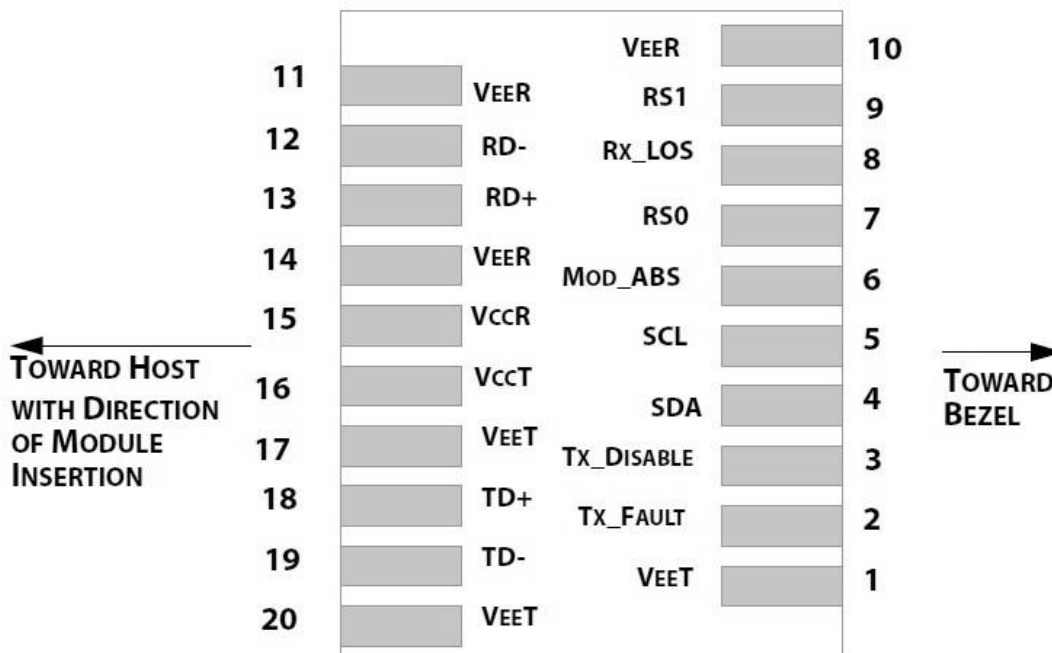 11
VEER
12
RD-
13
RD+
14
VEER
15
VCCR
16
VCCT
17
VEET
18
TD+
19
TD-
20
VEET
VEER
10
RS1
9
RX_LOS
8
RS0
7
MOD_ABS
6
SCL
5
SDA
4
TX_DISABLE
3
TX_FAULT
2
VEET
1
TOWARD HOST
WITH DIRECTION
OF MODULE
INSERTION
TOWARD
BEZEL